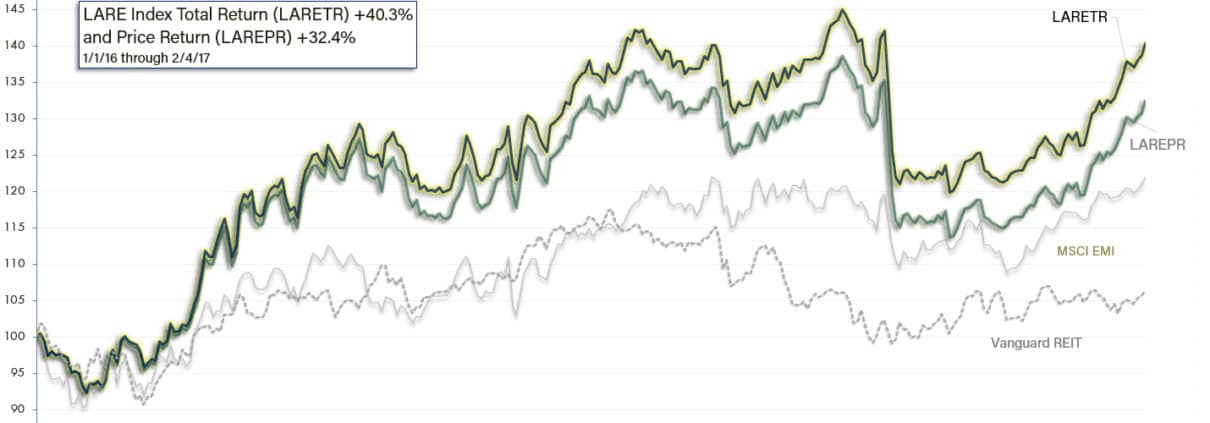 LARE Index Total Return (LARETR) +40.3%
and Price Return (LAREPR) +32.4%
1/1/16 through 2/4/17
145
140
135
130
125
120
115
110
105
100
95
90
LARETR
LAREPR
MSCI EMI
Vanguard REIT